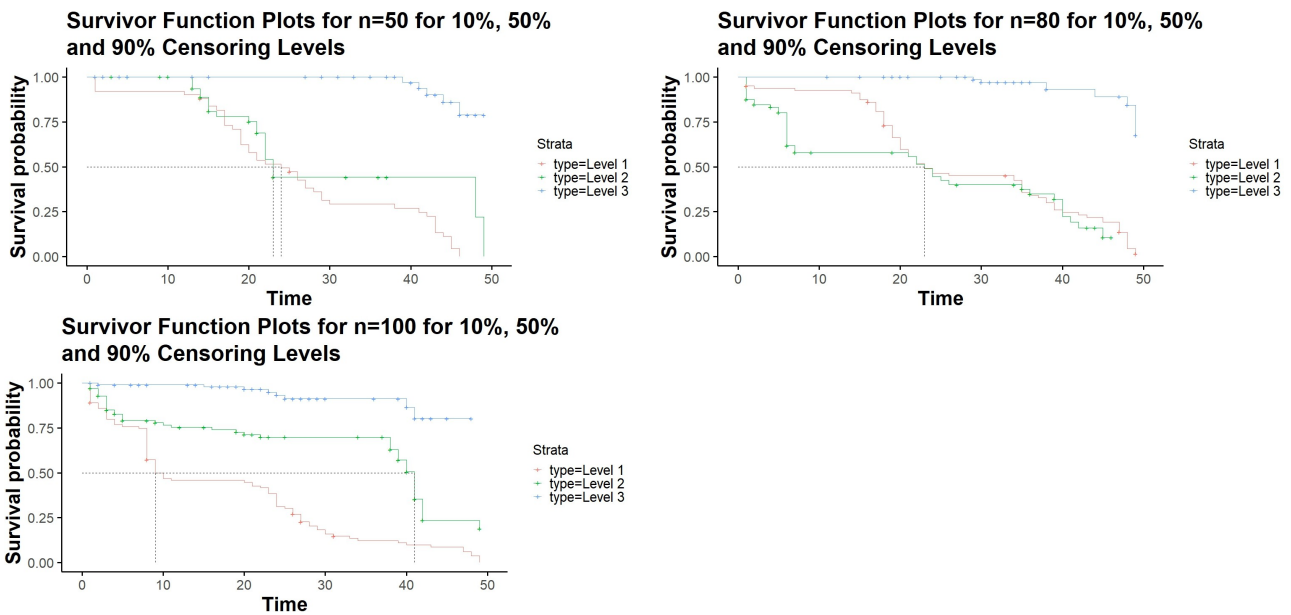 Survivor Function Plots for n=50 for 10%, 50%
and 90% Censoring Levels
Survival probability
1.00
0.75
0.50
0.25
0.00
0 10 20 30 40 50
Time
Strata
type=Level 1
type=Level 2
type=Level 3
Survivor Function Plots for n=80 for 10%, 50%
and 90% Censoring Levels
Survival probability
1.00
0.75
0.50
0.25
0.00
0 10 20 30 40 50
Time
Strata
type=Level 1
type=Level 2
type=Level 3
Survivor Function Plots for n=100 for 10%, 50%
and 90% Censoring Levels
Survival probability
1.00
0.75
0.50
0.25
0.00
0 10 20 30 40 50
Time
Strata
type=Level 1
type=Level 2
type=Level 3